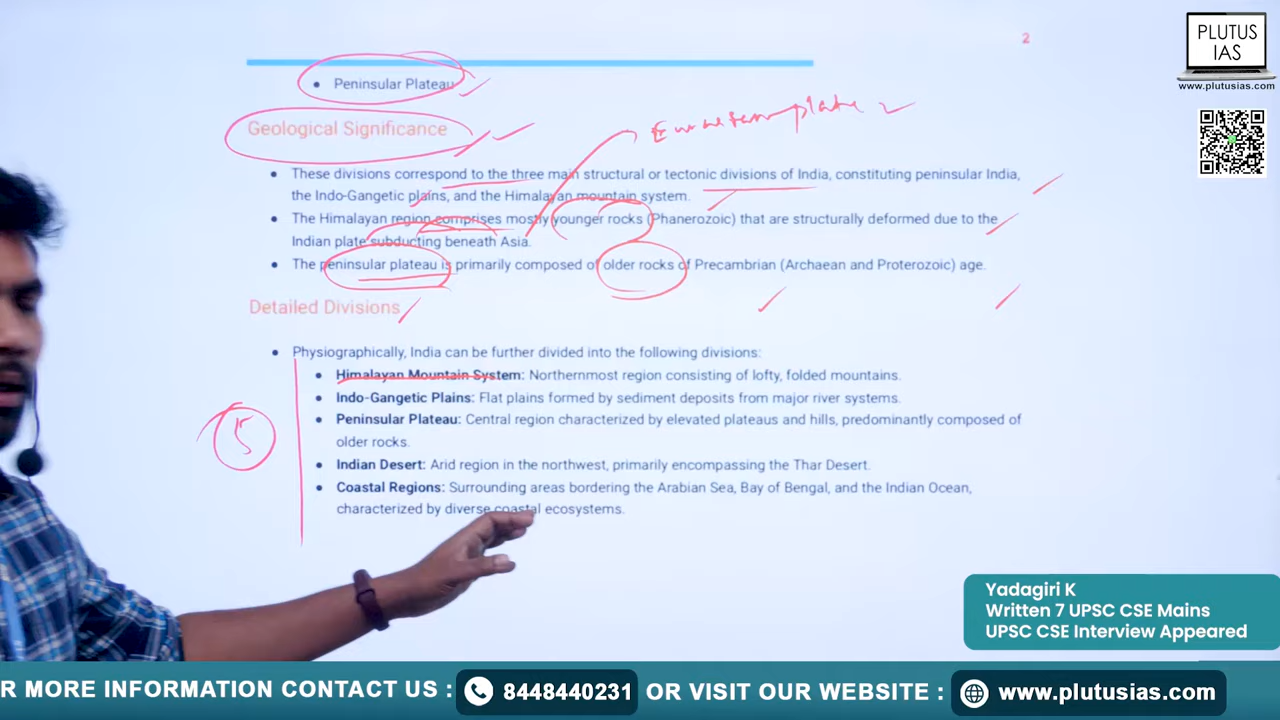 2
PLUTUS
IAS
www.plutusias.com
• Peninsular Plateau
Geological Significance
• These divisions correspond to the three main structural or tectonic divisions of India, constituting peninsular India,
the Indo-Gangetic plains, and the Himalayan mountain system.
• The Himalayan region comprises mostly younger rocks (Phanerozoic) that are structurally deformed due to the
Indian plate subducting beneath Asia.
• The peninsular plateau is primarily composed of older rocks of Precambrian (Archaean and Proterozoic) age.
Detailed Divisions
• Physiographically, India can be further divided into the following divisions:
• Himalayan Mountain System: Northernmost region consisting of lofty, folded mountains.
• Indo-Gangetic Plains: Flat plains formed by sediment deposits from major river systems.
• Peninsular Plateau: Central region characterized by elevated plateaus and hills, predominantly composed of
older rocks.
• Indian Desert: Arid region in the northwest, primarily encompassing the Thar Desert.
• Coastal Regions: Surrounding areas bordering the Arabian Sea, Bay of Bengal, and the Indian Ocean,
characterized by diverse coastal ecosystems.
5
plate
Yadagiri K
Written 7 UPSC CSE Mains
UPSC CSE Interview Appeared
R MORE INFORMATION CONTACT US : 8448440231 OR VISIT OUR WEBSITE : www.plutusias.com